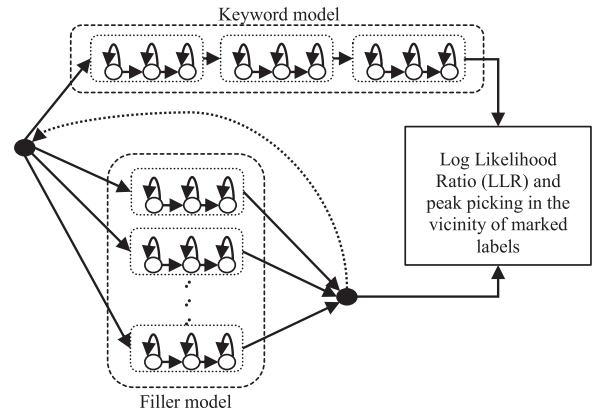 Keyword model
Log Likelihood
Ratio (LLR) and
peak picking in the
vicinity of marked
labels
Filler model